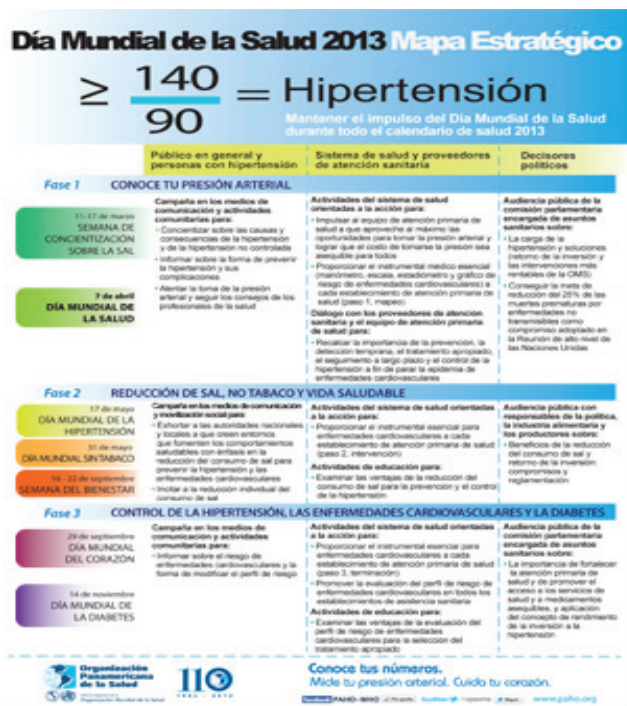 Día Mundial de la Salud 2013 Mapa Estratégico
≥ 140/90 = Hipertensión
Mantener el impulso del Día Mundial de la Salud
durante todo el calendario de salud 2013
Público en general y
personas con hipertensión
Sistema de salud y proveedores
de atención sanitaria
Decisores
políticos
Fase 1 CONOCE TU PRESIÓN ARTERIAL
11-17 de marzo
SEMANA DE
CONCIENTIZACIÓN
SOBRE LA SAL
7 de abril
DÍA MUNDIAL DE
LA SALUD
Campaña en los medios de
comunicación y actividades
comunitarias para:
- Concientizar sobre las causas y
consecuencias de la hipertensión
y de la hipertensión no controlada
- Informar sobre la forma de prevenir
la hipertensión y sus
complicaciones
- Alentar la toma de la presión
arterial y seguir los consejos de los
profesionales de la salud
Actividades del sistema de salud
orientadas a la acción para:
- Impulsar al equipo de atención primaria de
salud a que aproveche al máximo las
oportunidades para tomar la presión arterial y
lograr que el costo de tomarse la presión sea
asequible para todos
- Proporcionar el instrumental médico esencial
(manómetro, escala, estadiómetro y gráfico de
riesgo de enfermedades cardiovasculares) a
cada establecimiento de atención primaria de
salud (paso 1, mapeo)
Diálogo con los proveedores de atención
sanitaria y el equipo de atención primaria
de salud para:
- Recalcar la importancia de la prevención, la
detección temprana, el tratamiento apropiado,
el seguimiento a largo plazo y el control de la
hipertensión a fin de parar la epidemia de
enfermedades cardiovasculares
Audiencia pública de la
comisión parlamentaria
encargada de asuntos
sanitarios sobre:
- La carga de la
hipertensión y soluciones
(retorno de la inversión y
las intervenciones más
rentables de la OMS)
- Conseguir la meta de
reducción del 25% de las
muertes prematuras por
enfermedades no
transmisibles como
compromiso adoptado en
la Reunión de alto nivel de
las Naciones Unidas
Fase 2 REDUCCIÓN DE SAL, NO TABACO Y VIDA SALUDABLE
17 de mayo
DÍA MUNDIAL DE LA
HIPERTENSIÓN
31 de mayo
DÍA MUNDIAL SIN TABACO
16 - 22 de septiembre
SEMANA DEL BIENESTAR
Campaña en los medios de comunicación
y movilización social para:
- Exhortar a las autoridades nacionales
y locales a que creen entornos
que fomenten los comportamientos
saludables con énfasis en la
reducción del consumo de sal para
prevenir la hipertensión y las
enfermedades cardiovasculares
- Incitar a la reducción individual del
consumo de sal
Actividades del sistema de salud orientadas
a la acción para:
- Proporcionar el instrumental esencial para
enfermedades cardiovasculares a cada
establecimiento de atención primaria de salud
(paso 2, intervención)
Actividades de educación para:
- Examinar las ventajas de la reducción del
consumo de sal para la prevención y el control
de la hipertensión
Audiencia pública con
responsables de la política,
la industria alimentaria y
los productores sobre:
- Beneficios de la reducción
del consumo de sal y
retorno de la inversión
compromisos y
reglamentación
Fase 3 CONTROL DE LA HIPERTENSIÓN, LAS ENFERMEDADES CARDIOVASCULARES Y LA DIABETES
29 de septiembre
DÍA MUNDIAL
DEL CORAZÓN
14 de noviembre
DÍA MUNDIAL DE
LA DIABETES
Campaña en los medios de
comunicación y actividades
comunitarias para:
- Informar sobre el riesgo de
enfermedades cardiovasculares y la
forma de modificar el perfil de riesgo
Actividades del sistema de salud orientadas
a la acción para:
- Proporcionar el instrumental esencial para
enfermedades cardiovasculares a cada
establecimiento de atención primaria de salud
(paso 3, terminación)
- Promover la evaluación del perfil de riesgo de
enfermedades cardiovasculares en todos los
establecimientos de asistencia sanitaria
Actividades de educación para:
- Examinar las ventajas de la evaluación del
perfil de riesgo de enfermedades
cardiovasculares para la selección del
tratamiento apropiado
Audiencia pública de la
comisión parlamentaria
encargada de asuntos
sanitarios sobre:
- La importancia de fortalecer
la atención primaria de
salud y de promover el
acceso a los servicios de
salud y a medicamentos
asequibles, y aplicación
del concepto de rendimiento
de la inversión a la
hipertensión
Organización
Panamericana
de la Salud
Organización Mundial de la Salud
110
Conoce tus números.
Mide tu presión arterial. Cuida tu corazón.
facebook PAHO-WHO
www.paho.org